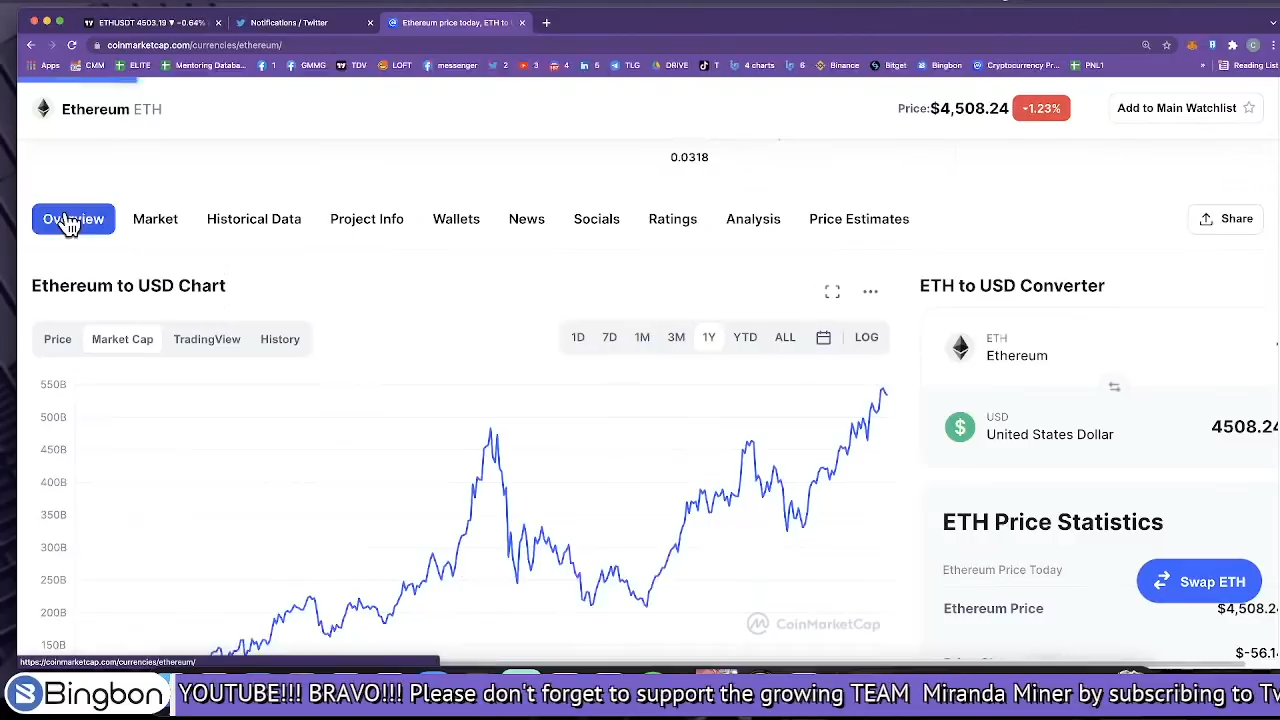 ETHUSDT 4503.19 ▼ −0.64%
Notifications / Twitter
Ethereum price today, ETH to
coinmarketcap.com/currencies/ethereum/
Apps CMM ELITE Mentoring Databa... 1 GMMG TDV LOFT messenger 2 3 4 in 6 TLG DRIVE T 4 charts 6 Binance Bitget Bingbon Cryptocurrency Pr... PNL1 » Reading List
Ethereum ETH
Price:$4,508.24 -1.23%
Add to Main Watchlist
0.0318
Overview Market Historical Data Project Info Wallets News Socials Ratings Analysis Price Estimates Share
Ethereum to USD Chart
ETH to USD Converter
Price Market Cap TradingView History
1D 7D 1M 3M 1Y YTD ALL LOG
ETH
Ethereum
USD
United States Dollar
4508.24
550B
500B
450B
400B
350B
300B
250B
200B
150B
CoinMarketCap
ETH Price Statistics
Ethereum Price Today
Swap ETH
Ethereum Price
$4,508.2
$-56.1
https://coinmarketcap.com/currencies/ethereum/
Bingbon
YOUTUBE!!! BRAVO!!! Please don't forget to support the growing TEAM Miranda Miner by subscribing to Tw